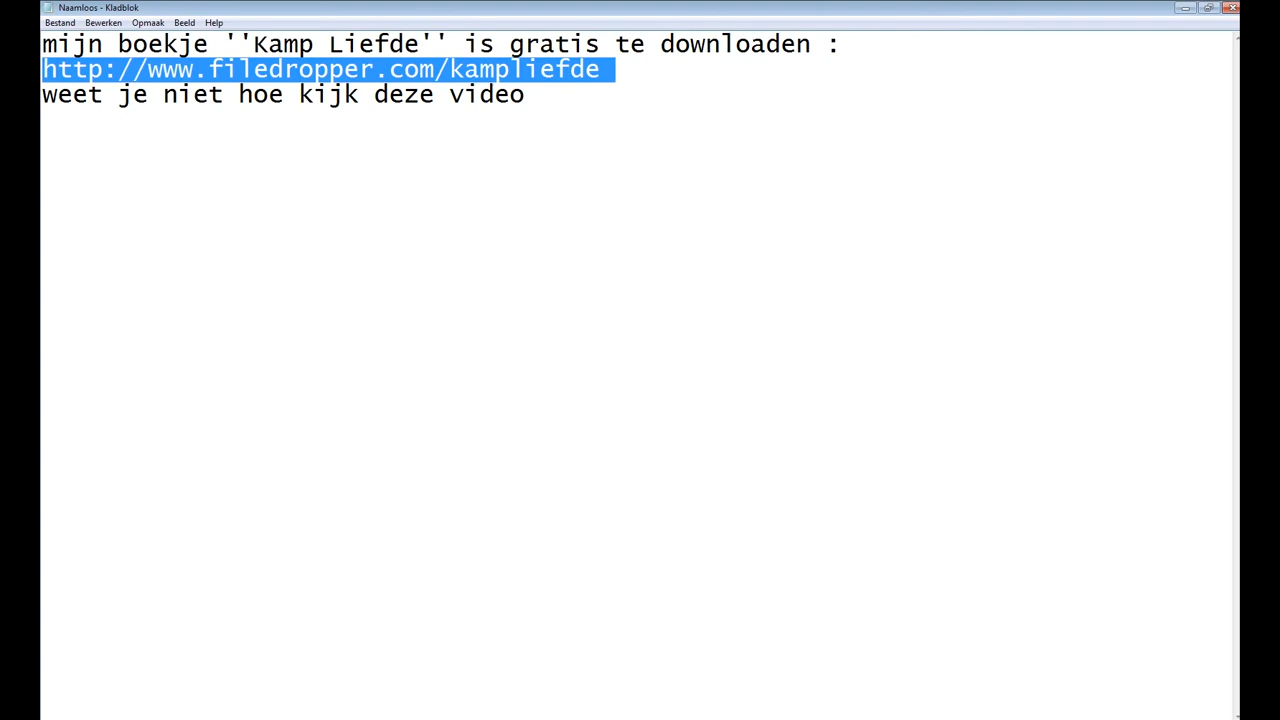 Naamloos - Kladblok
Bestand Bewerken Opmaak Beeld Help
mijn boekje ''Kamp Liefde'' is gratis te downloaden :
http://www.filedropper.com/kampliefde
weet je niet hoe kijk deze video